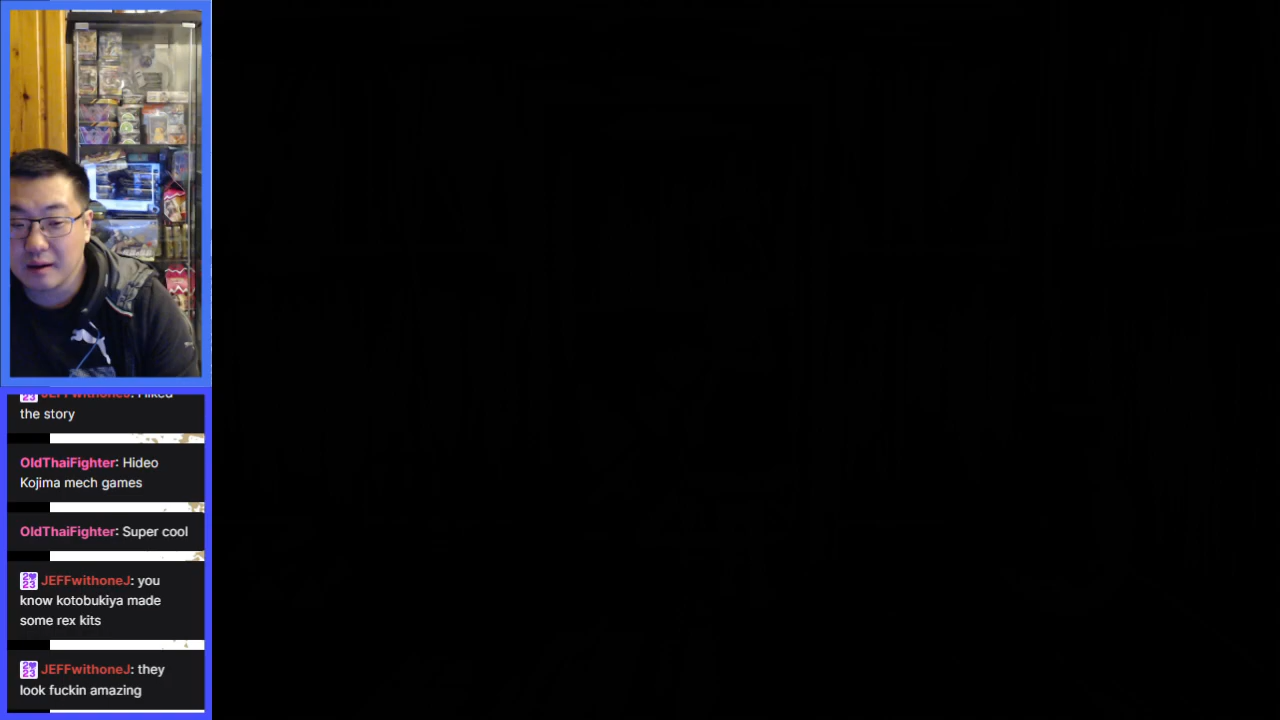 the story
OldThaiFighter: Hideo
Kojima mech games
OldThaiFighter: Super cool
JEFFwithoneJ: you
know kotobukiya made
some rex kits
JEFFwithoneJ: they
look fuckin amazing